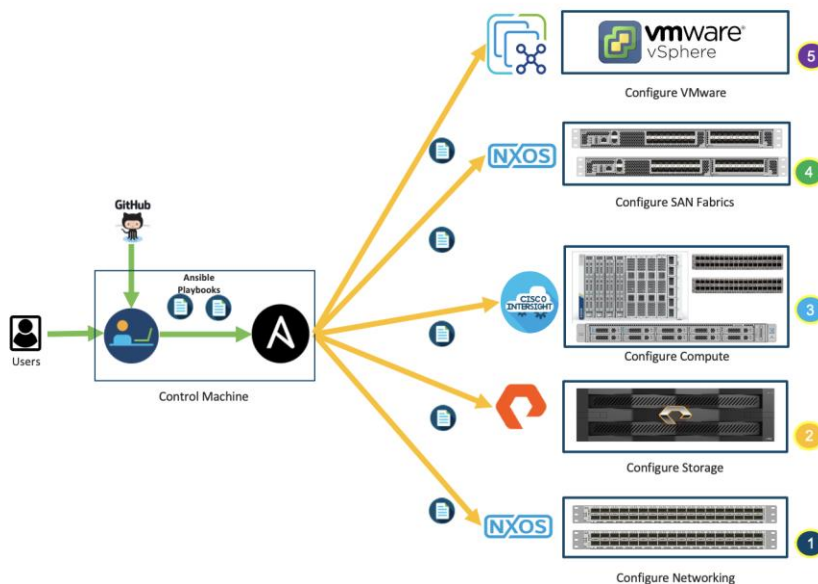 vmware®
vSphere
5
Configure VMware
NXOS
4
Configure SAN Fabrics
GitHub
Ansible
Playbooks
CISCO
INTERSIGHT
3
Users
Configure Compute
Control Machine
2
Configure Storage
NXOS
1
Configure Networking